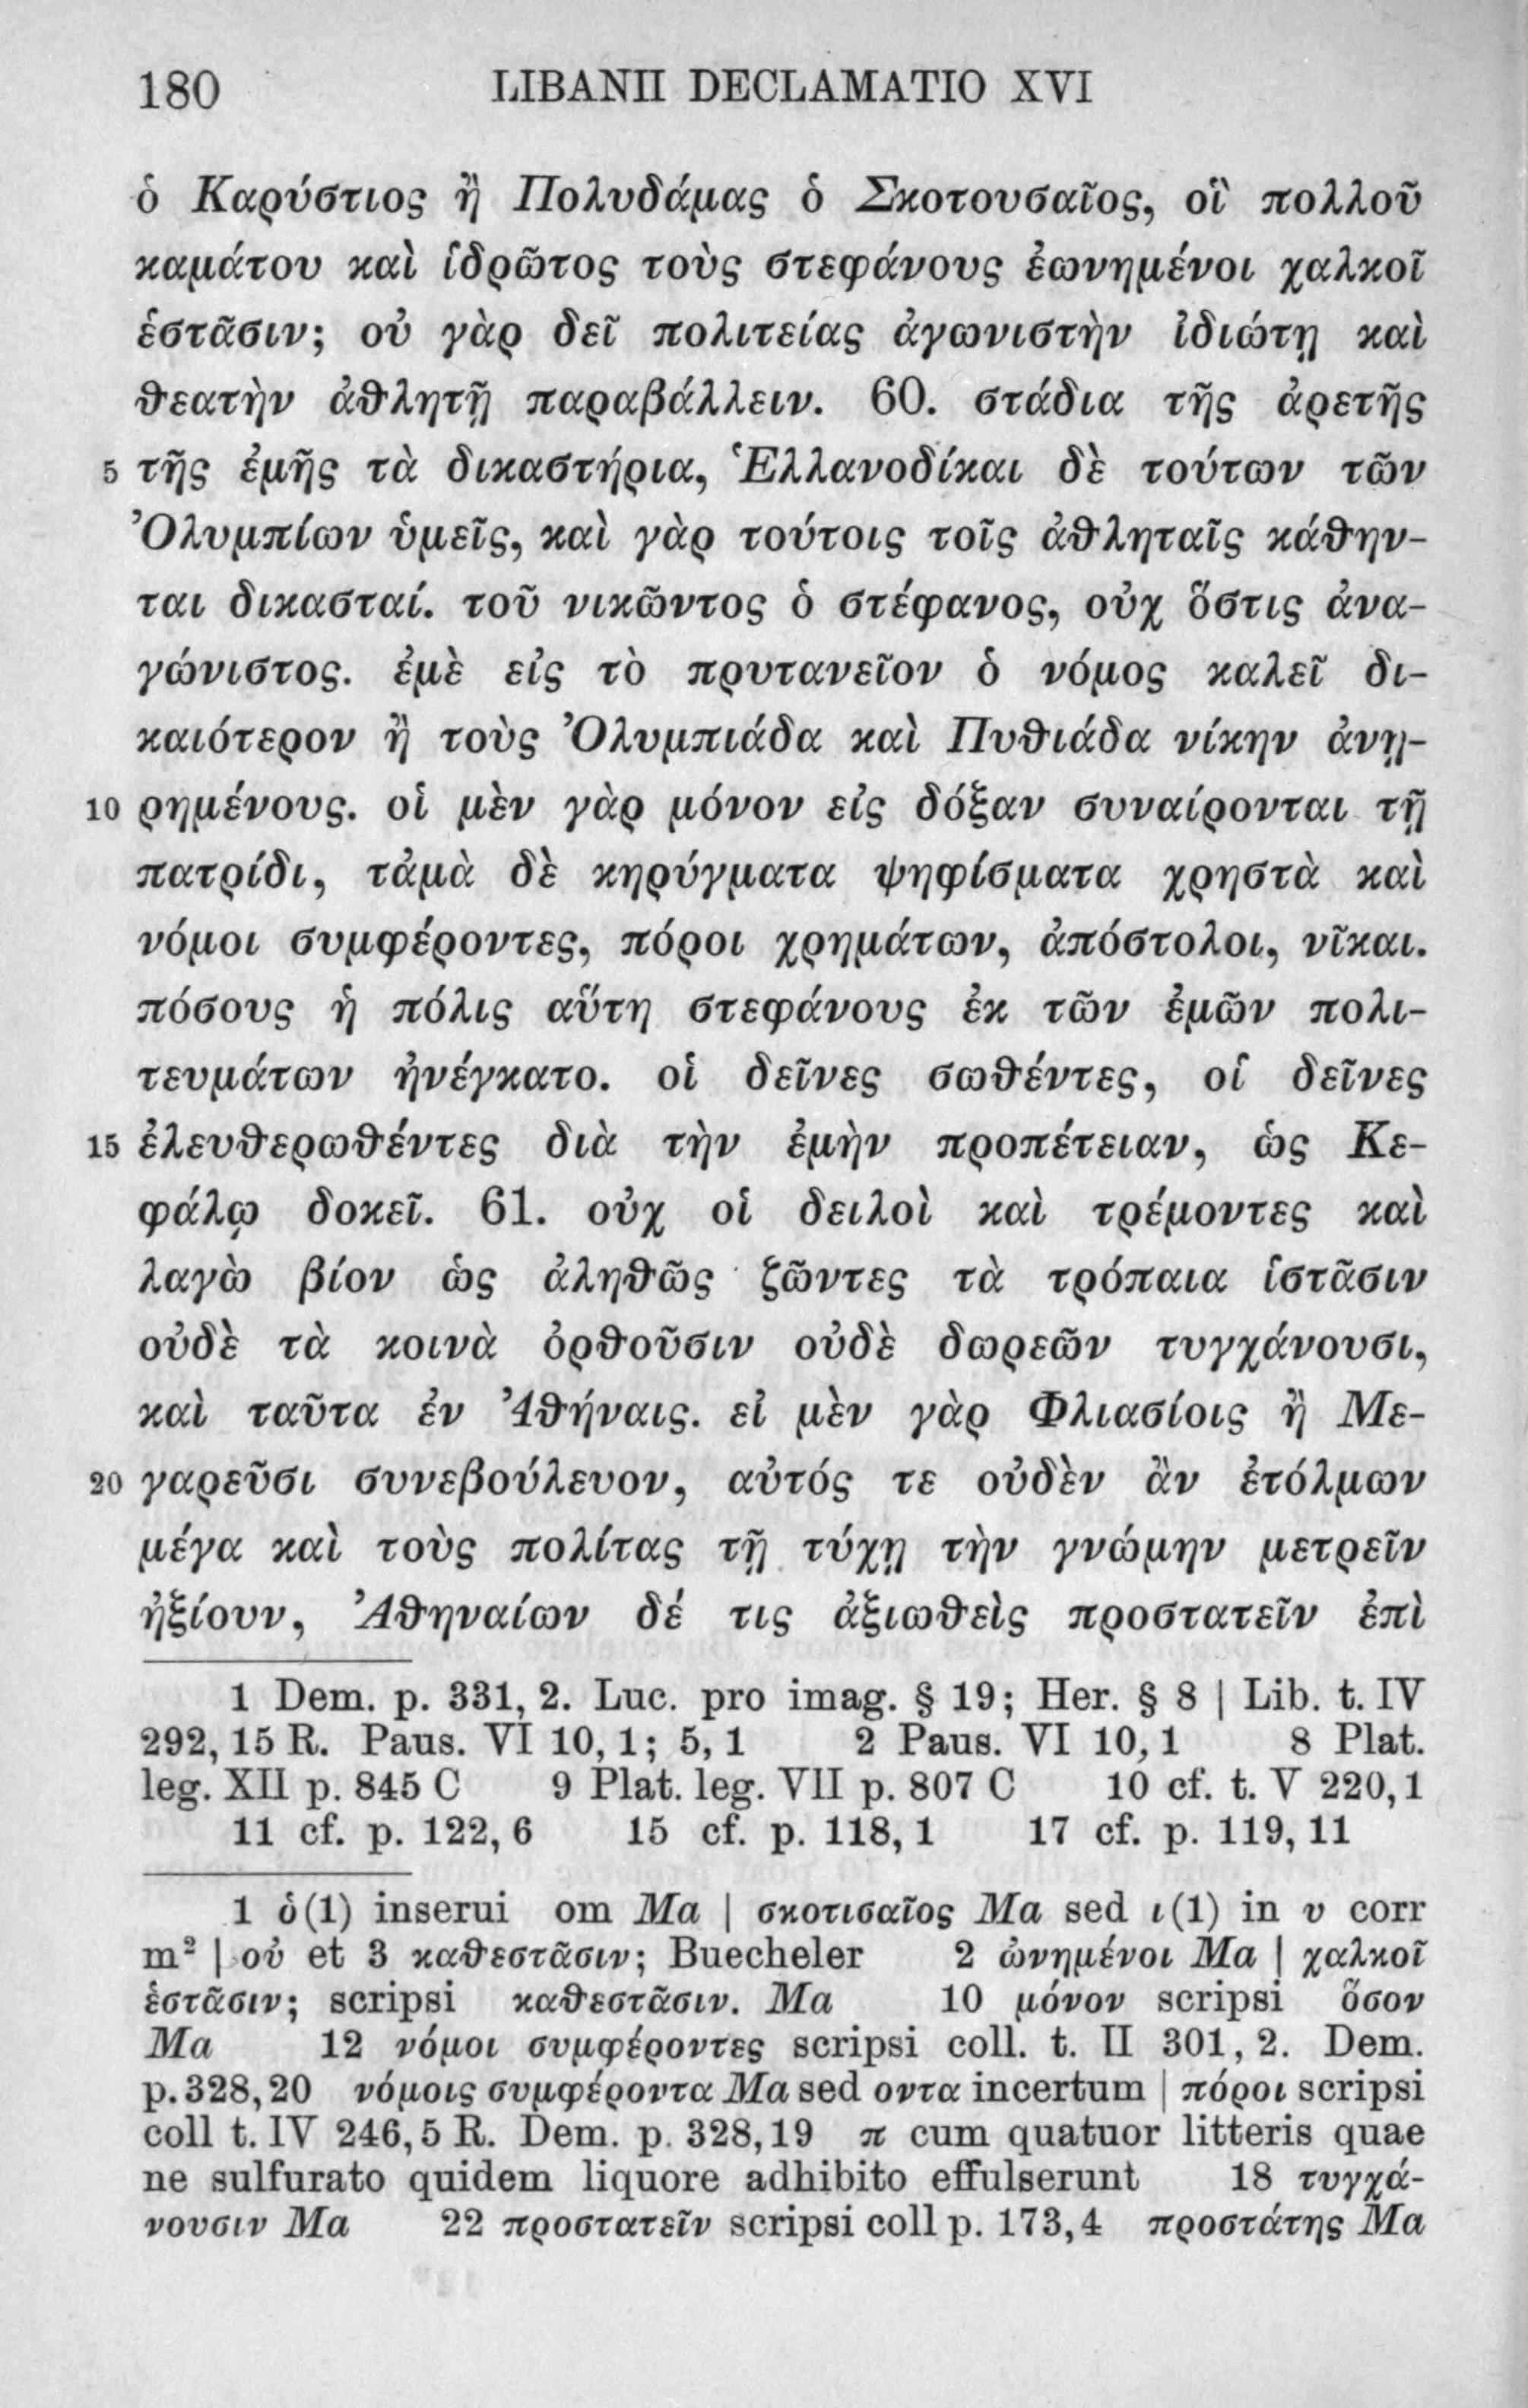 180 LIBANII DECLAMATIO XVI
ὁ Καρύστιος ἢ Πολυδάμας ὁ Σκοτουσαῖος, οἳ πολλοῦ
καμάτου καὶ ἱδρῶτος τοὺς στεφάνους ἐωνημένοι χαλκοῖ
ἑστᾶσιν; οὐ γὰρ δεῖ πολιτείας ἀγωνιστὴν ἰδιώτῃ καὶ
θεατὴν ἀθλητῇ παραβάλλειν. 60. στάδια τῆς ἀρετῆς
5 τῆς ἐμῆς τὰ δικαστήρια, Ἑλλανοδίκαι δὲ τούτων τῶν
Ὀλυμπίων ὑμεῖς, καὶ γὰρ τούτοις τοῖς ἀθληταῖς κάθην-
ται δικασταί. τοῦ νικῶντος ὁ στέφανος, οὐχ ὅστις ἀνα-
γώνιστος. ἐμὲ εἰς τὸ πρυτανεῖον ὁ νόμος καλεῖ δι-
καιότερον ἢ τοὺς Ὀλυμπιάδα καὶ Πυθιάδα νίκην ἀνῃ-
10 ρημένους. οἱ μὲν γὰρ μόνον εἰς δόξαν συναίρονται τῇ
πατρίδι, τἀμὰ δὲ κηρύγματα ψηφίσματα χρηστὰ καὶ
νόμοι συμφέροντες, πόροι χρημάτων, ἀπόστολοι, νῖκαι.
πόσους ἡ πόλις αὕτη στεφάνους ἐκ τῶν ἐμῶν πολι-
τευμάτων ἠνέγκατο. οἱ δεῖνες σωθέντες, οἱ δεῖνες
15 ἐλευθερωθέντες διὰ τὴν ἐμὴν προπέτειαν, ὡς Κε-
φάλῳ δοκεῖ. 61. οὐχ οἱ δειλοὶ καὶ τρέμοντες καὶ
λαγὼ βίον ὡς ἀληθῶς ζῶντες τὰ τρόπαια ἱστᾶσιν
οὐδὲ τὰ κοινὰ ὀρθοῦσιν οὐδὲ δωρεῶν τυγχάνουσι,
καὶ ταῦτα ἐν Ἀθήναις. εἰ μὲν γὰρ Φλιασίοις ἢ Με-
20 γαρεῦσι συνεβούλευον, αὐτός τε οὐδὲν ἂν ἐτόλμων
μέγα καὶ τοὺς πολίτας τῇ τύχῃ τὴν γνώμην μετρεῖν
ἠξίουν, Ἀθηναίων δέ τις ἀξιωθεὶς προστατεῖν ἐπὶ
1 Dem. p. 331, 2. Luc. pro imag. § 19; Her. § 8 | Lib. t. IV
292, 15 R. Paus. VI 10, 1; 5, 1 2 Paus. VI 10, 1 8 Plat.
leg. XII p. 845 C 9 Plat. leg. VII p. 807 C 10 cf. t. V 220, 1
11 cf. p. 122, 6 15 cf. p. 118, 1 17 cf. p. 119, 11
1 ὁ (1) inserui om Ma | σκοτισαῖος Ma sed ι (1) in υ corr
m² | οὐ et 3 καθεστᾶσιν; Buecheler 2 ὠνημένοι Ma | χαλκοῖ
ἑστᾶσιν; scripsi καθεστᾶσιν. Ma 10 μόνον scripsi ὅσον
Ma 12 νόμοι συμφέροντες scripsi coll. t. II 301, 2. Dem.
p. 328, 20 νόμοις συμφέροντα Ma sed οντα incertum | πόροι scripsi
coll t. IV 246, 5 R. Dem. p. 328, 19 π cum quatuor litteris quae
ne sulfurato quidem liquore adhibito effulserunt 18 τυγχά-
νουσιν Ma 22 προστατεῖν scripsi coll p. 173, 4 προστάτης Ma